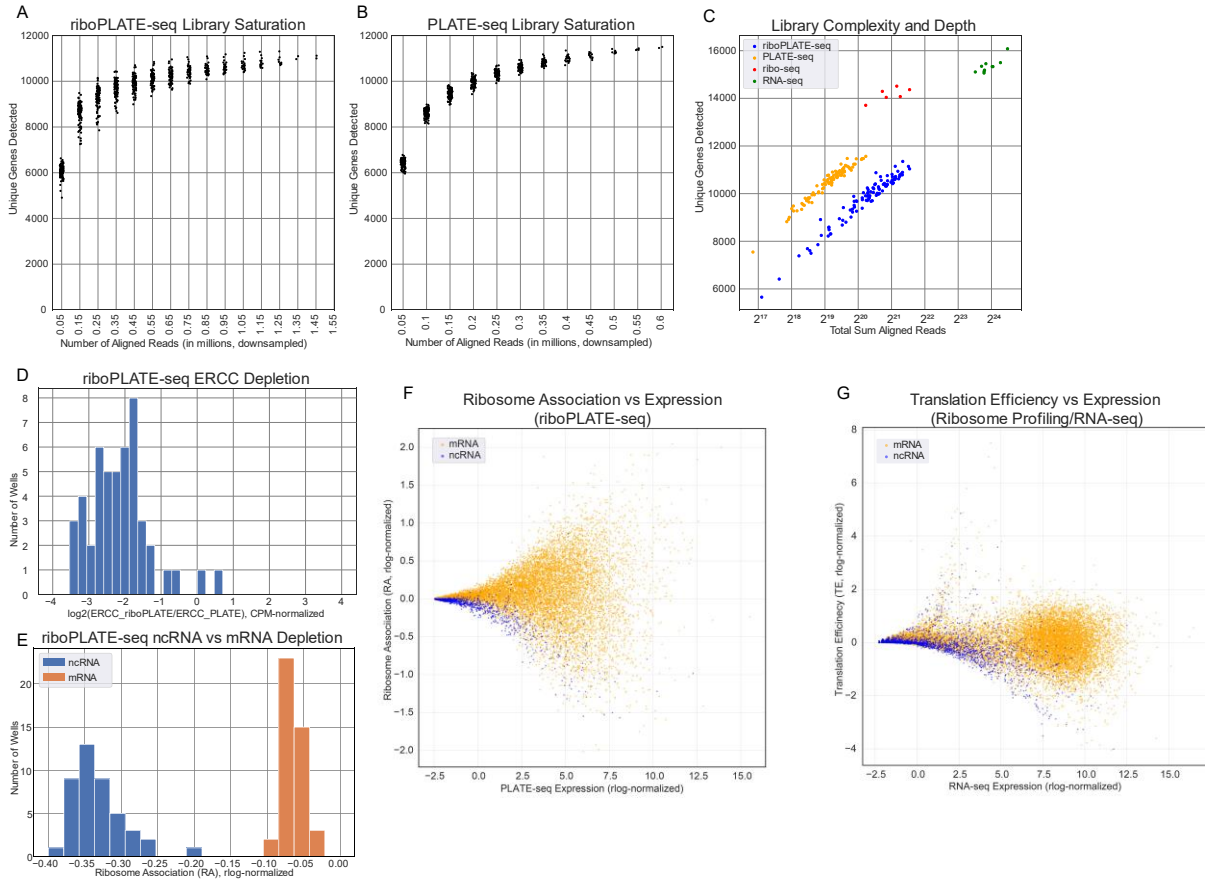 A
riboPLATE-seq Library Saturation
Unique Genes Detected
12000
10000
8000
6000
4000
2000
0
0.05
0.15
0.25
0.35
0.45
0.55
0.65
0.75
0.85
0.95
1.05
1.15
1.25
1.35
1.45
1.55
Number of Aligned Reads (in millions, downsampled)
B
PLATE-seq Library Saturation
Unique Genes Detected
12000
10000
8000
6000
4000
2000
0
0.05
0.1
0.15
0.2
0.25
0.3
0.35
0.4
0.45
0.5
0.55
0.6
Number of Aligned Reads (in millions, downsampled)
C
Library Complexity and Depth
riboPLATE-seq
PLATE-seq
ribo-seq
RNA-seq
Unique Genes Detected
16000
14000
12000
10000
8000
6000
2^17 2^18 2^19 2^20 2^21 2^22 2^23 2^24
Total Sum Aligned Reads
D
riboPLATE-seq ERCC Depletion
Number of Wells
8
7
6
5
4
3
2
1
0
−4 −3 −2 −1 0 1 2 3 4
log2(ERCC_riboPLATE/ERCC_PLATE), CPM-normalized
E
riboPLATE-seq ncRNA vs mRNA Depletion
ncRNA
mRNA
Number of Wells
20
15
10
5
0
−0.40 −0.35 −0.30 −0.25 −0.20 −0.15 −0.10 −0.05 0.00
Ribosome Association (RA), rlog-normalized
F
Ribosome Association vs Expression
(riboPLATE-seq)
mRNA
ncRNA
Ribosome Association (RA, rlog-normalized)
2.0
1.5
1.0
0.5
0.0
−0.5
−1.0
−1.5
−2.0
−2.5 0.0 2.5 5.0 7.5 10.0 12.5 15.0
PLATE-seq Expression (rlog-normalized)
G
Translation Efficiency vs Expression
(Ribosome Profiling/RNA-seq)
mRNA
ncRNA
Translation Efficiency (TE, rlog-normalized)
8
6
4
2
0
−2
−4
−2.5 0.0 2.5 5.0 7.5 10.0 12.5 15.0
RNA-seq Expression (rlog-normalized)